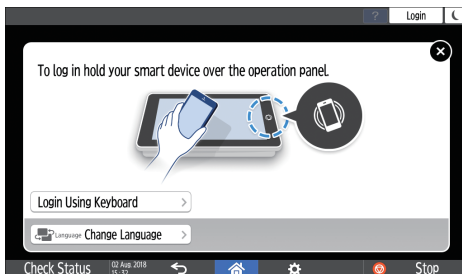 ?
Login
To log in hold your smart device over the operation panel.
Login Using Keyboard
Language Change Language
Check Status
02 Aug 2018
15:32
Stop